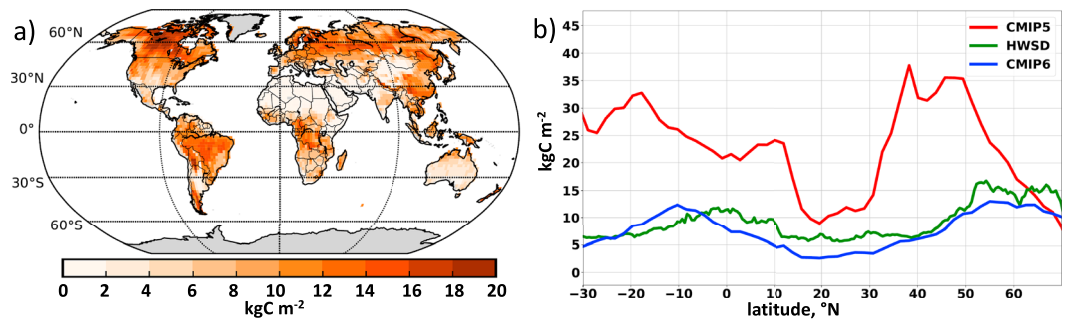 a)
60°N
30°N
0°
30°S
60°S
0 2 4 6 8 10 12 14 16 18 20
kgC m-2
b)
CMIP5
HWSD
CMIP6
45
40
35
30
25
20
15
10
5
0
kgC m-2
−30 −20 −10 0 10 20 30 40 50 60
latitude, °N